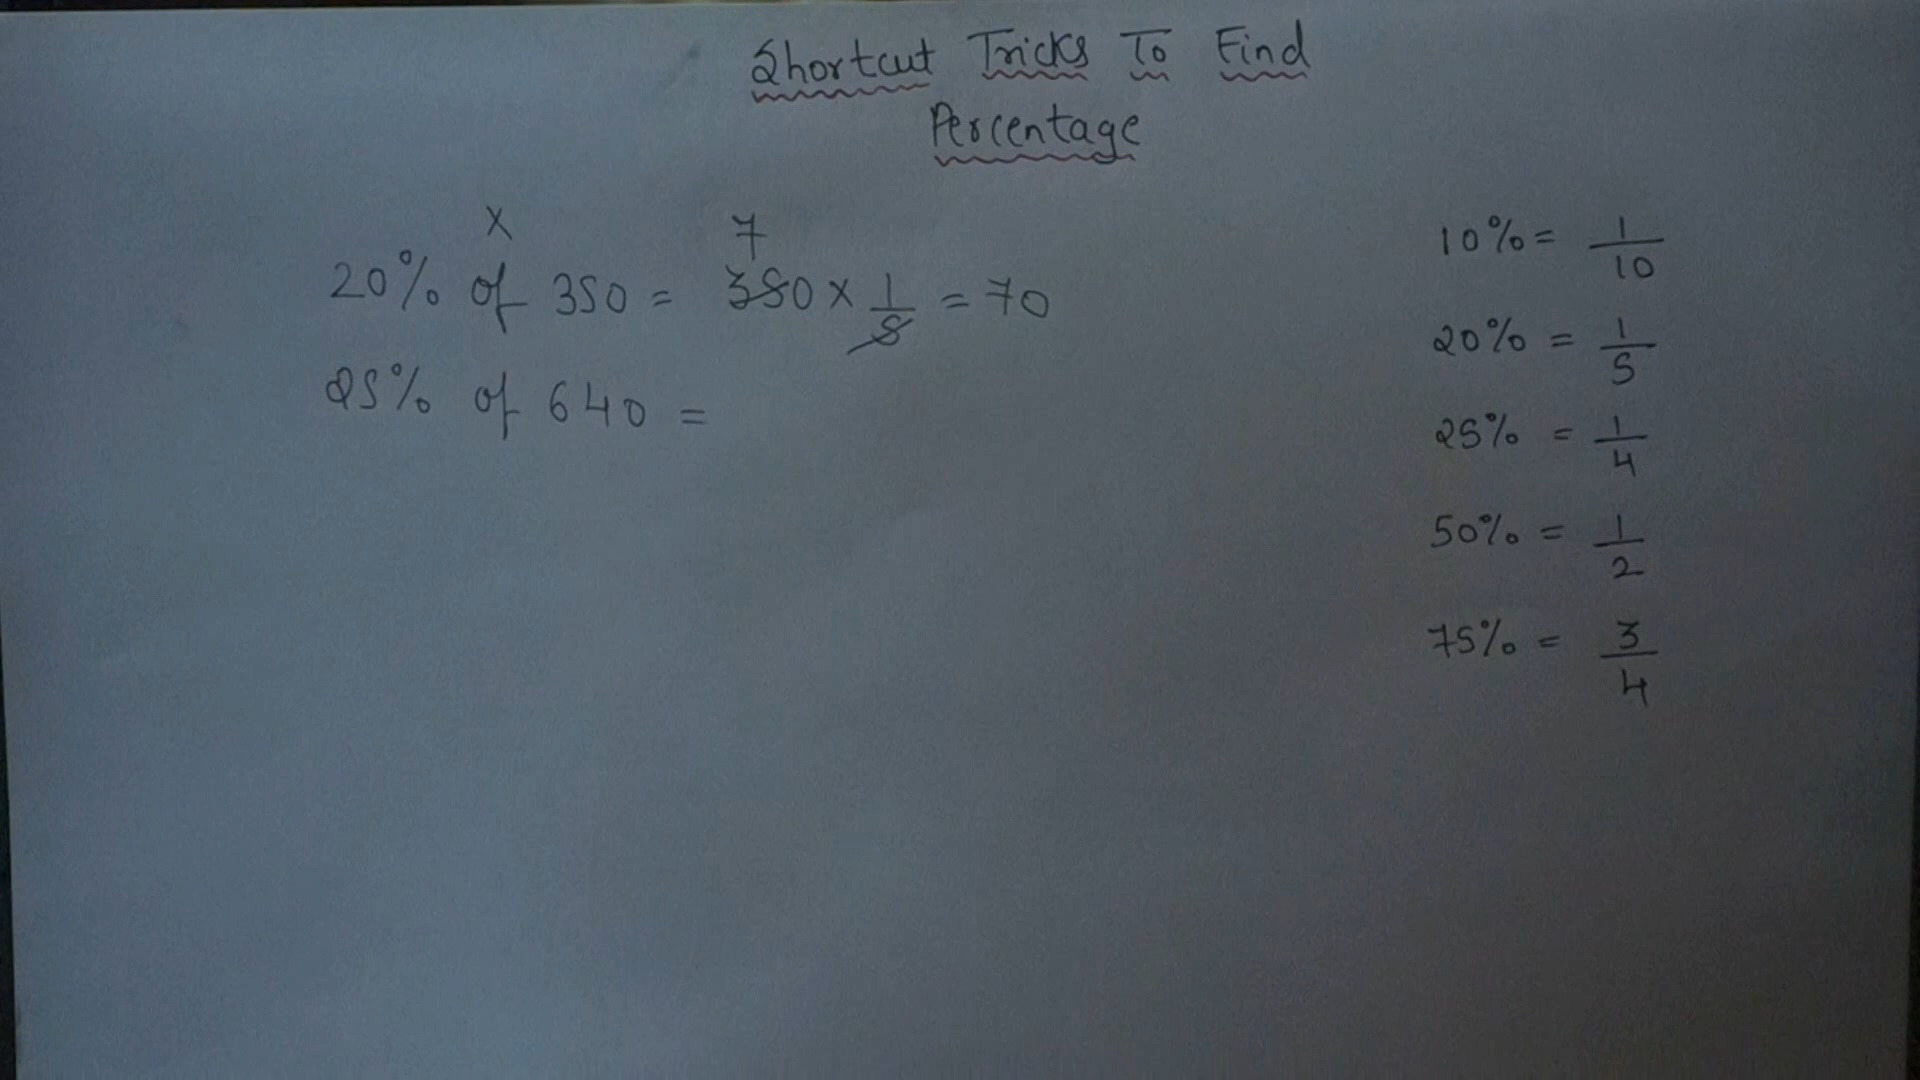 Shortcut Tricks To Find
Percentage
x
7
20% of 350 = 350 x 1/5 = 70
25% of 640 =
10% = 1/10
20% = 1/5
25% = 1/4
50% = 1/2
75% = 3/4